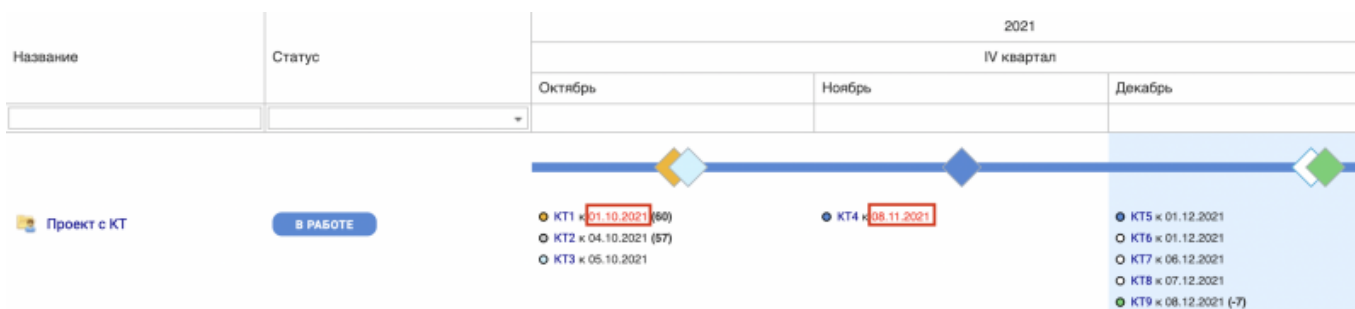 2021
Название
Статус
IV квартал
Октябрь
Ноябрь
Декабрь
Проект с КТ
В РАБОТЕ
КТ1 к 01.10.2021 (60)
КТ2 к 04.10.2021 (57)
КТ3 к 05.10.2021
КТ4 к 08.11.2021
КТ5 к 01.12.2021
КТ6 к 01.12.2021
КТ7 к 06.12.2021
КТ8 к 07.12.2021
КТ9 к 08.12.2021 (-7)